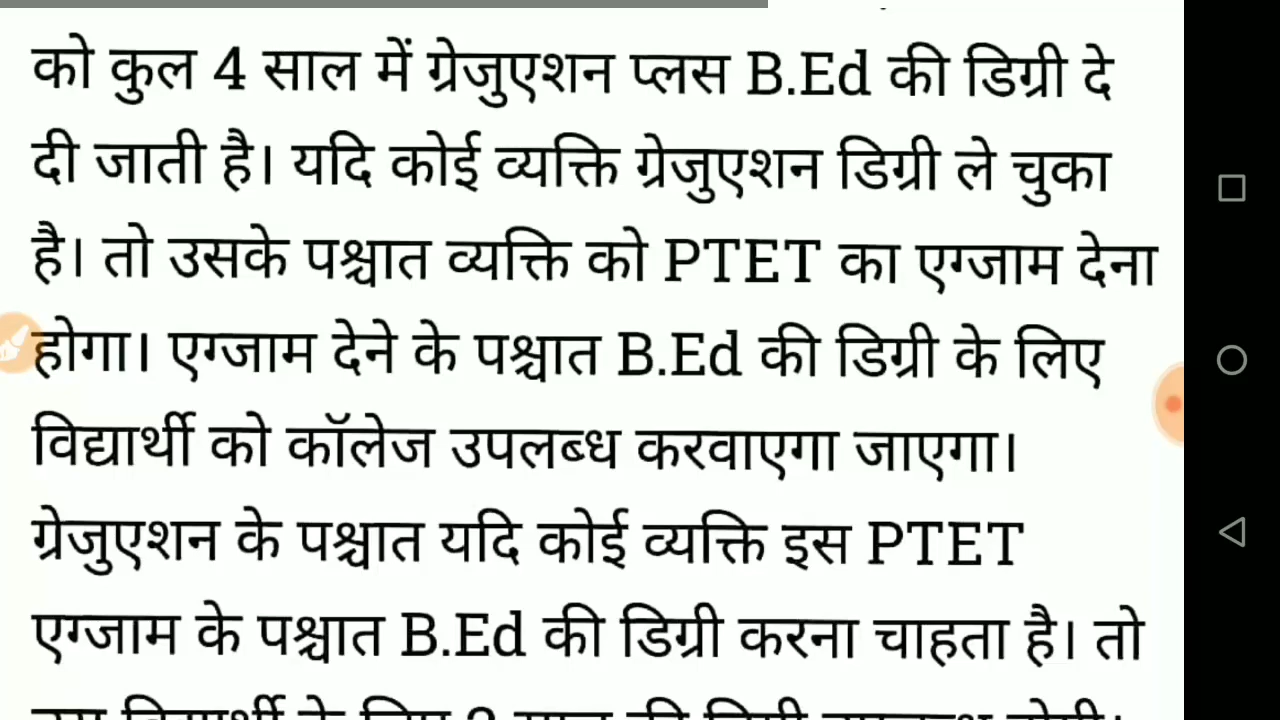 को कुल 4 साल में ग्रेजुएशन प्लस B.Ed की डिग्री दे
दी जाती है। यदि कोई व्यक्ति ग्रेजुएशन डिग्री ले चुका
है। तो उसके पश्चात व्यक्ति को PTET का एग्जाम देना
होगा। एग्जाम देने के पश्चात B.Ed की डिग्री के लिए
विद्यार्थी को कॉलेज उपलब्ध करवाएगा जाएगा।
ग्रेजुएशन के पश्चात यदि कोई व्यक्ति इस PTET
एग्जाम के पश्चात B.Ed की डिग्री करना चाहता है। तो